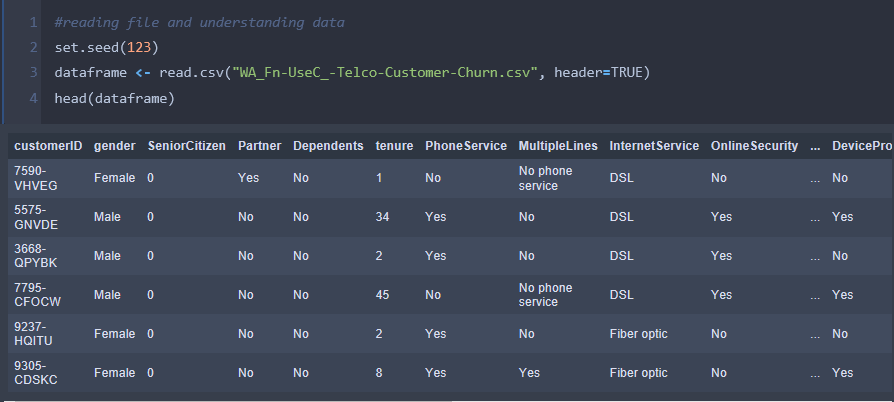 1 #reading file and understanding data
2 set.seed(123)
3 dataframe <- read.csv("WA_Fn-UseC_-Telco-Customer-Churn.csv", header=TRUE)
4 head(dataframe)
customerID gender SeniorCitizen Partner Dependents tenure PhoneService MultipleLines InternetService OnlineSecurity ... DevicePro
7590-VHVEG Female 0 Yes No 1 No No phone service DSL No ... No
5575-GNVDE Male 0 No No 34 Yes No DSL Yes ... Yes
3668-QPYBK Male 0 No No 2 Yes No DSL Yes ... No
7795-CFOCW Male 0 No No 45 No No phone service DSL Yes ... Yes
9237-HQITU Female 0 No No 2 Yes No Fiber optic No ... No
9305-CDSKC Female 0 No No 8 Yes Yes Fiber optic No ... Yes